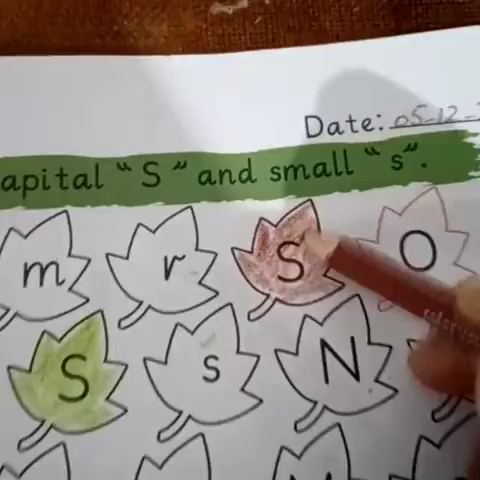 Date: 05-12-
apital "S" and small "s".
m r S O
S s N